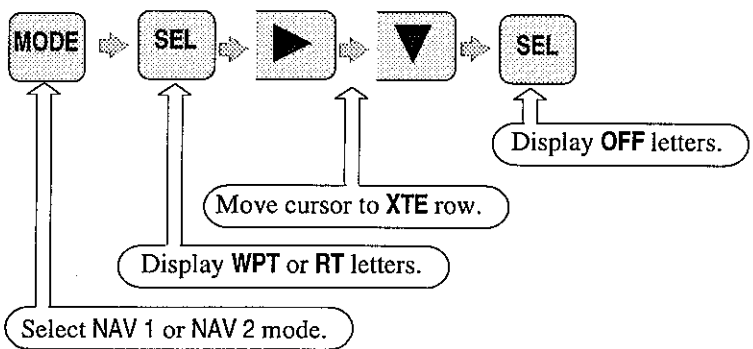 MODE SEL SEL
Display OFF letters.
Move cursor to XTE row.
Display WPT or RT letters.
Select NAV 1 or NAV 2 mode.